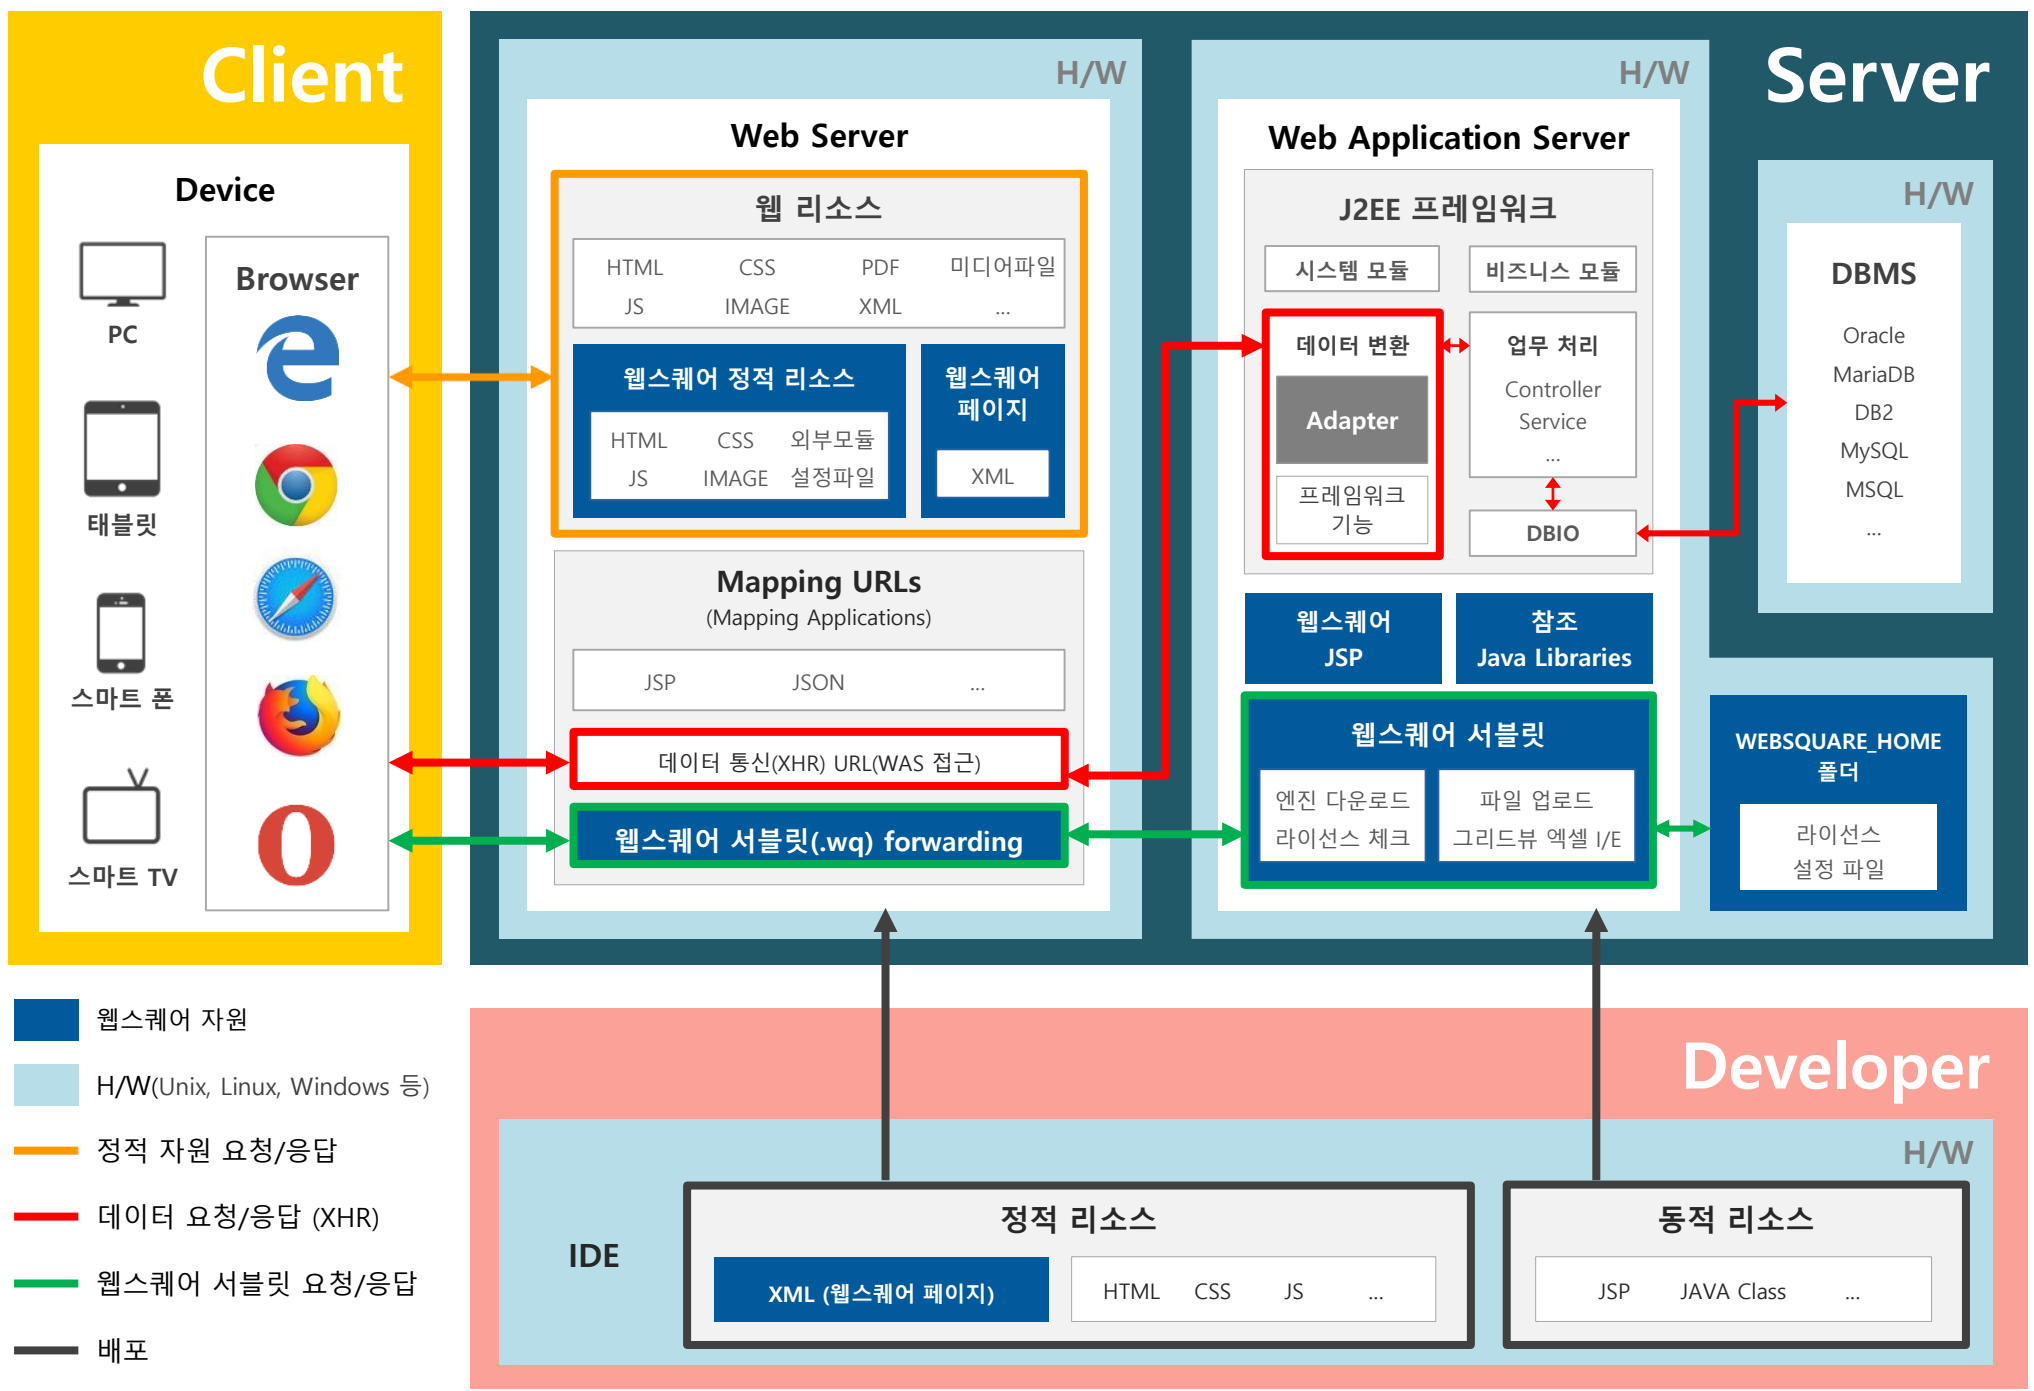 Client
Device
PC
태블릿
스마트 폰
스마트 TV
Browser
Server
H/W
Web Server
웹 리소스
HTML CSS PDF 미디어파일
JS IMAGE XML ...
웹스퀘어 정적 리소스
HTML CSS 외부모듈
JS IMAGE 설정파일
웹스퀘어
페이지
XML
Mapping URLs
(Mapping Applications)
JSP JSON ...
데이터 통신(XHR) URL(WAS 접근)
웹스퀘어 서블릿(.wq) forwarding
H/W
Web Application Server
J2EE 프레임워크
시스템 모듈
비즈니스 모듈
데이터 변환
Adapter
프레임워크
기능
업무 처리
Controller
Service
...
DBIO
웹스퀘어
JSP
참조
Java Libraries
웹스퀘어 서블릿
엔진 다운로드
라이선스 체크
파일 업로드
그리드뷰 엑셀 I/E
H/W
DBMS
Oracle
MariaDB
DB2
MySQL
MSQL
...
WEBSQUARE_HOME
폴더
라이선스
설정 파일
웹스퀘어 자원
H/W(Unix, Linux, Windows 등)
정적 자원 요청/응답
데이터 요청/응답 (XHR)
웹스퀘어 서블릿 요청/응답
배포
Developer
H/W
IDE
정적 리소스
XML (웹스퀘어 페이지)
HTML CSS JS ...
동적 리소스
JSP JAVA Class ...